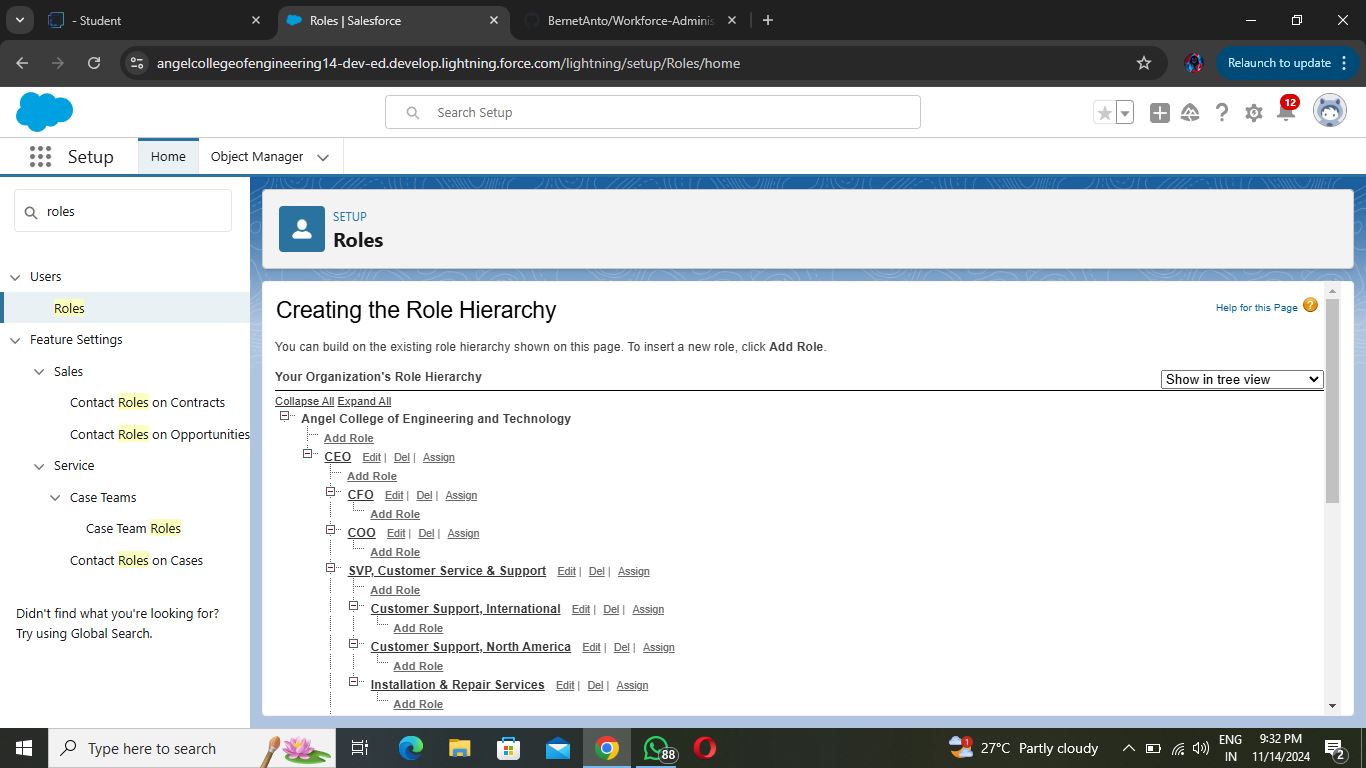 - Student
Roles | Salesforce
BernetAnto/Workforce-Adminis
angelcollegeofengineering14-dev-ed.develop.lightning.force.com/lightning/setup/Roles/home
Relaunch to update
Search Setup
12
Setup
Home
Object Manager
roles
SETUP
Roles
Users
Roles
Feature Settings
Sales
Contact Roles on Contracts
Contact Roles on Opportunities
Service
Case Teams
Case Team Roles
Contact Roles on Cases
Didn't find what you're looking for?
Try using Global Search.
Creating the Role Hierarchy
Help for this Page ?
You can build on the existing role hierarchy shown on this page. To insert a new role, click Add Role.
Your Organization's Role Hierarchy
Show in tree view
Collapse All Expand All
Angel College of Engineering and Technology
Add Role
CEO Edit | Del | Assign
Add Role
CFO Edit | Del | Assign
Add Role
COO Edit | Del | Assign
Add Role
SVP, Customer Service & Support Edit | Del | Assign
Add Role
Customer Support, International Edit | Del | Assign
Add Role
Customer Support, North America Edit | Del | Assign
Add Role
Installation & Repair Services Edit | Del | Assign
Add Role
Type here to search
88
1
27°C Partly cloudy
ENG
IN
9:32 PM
11/14/2024
2